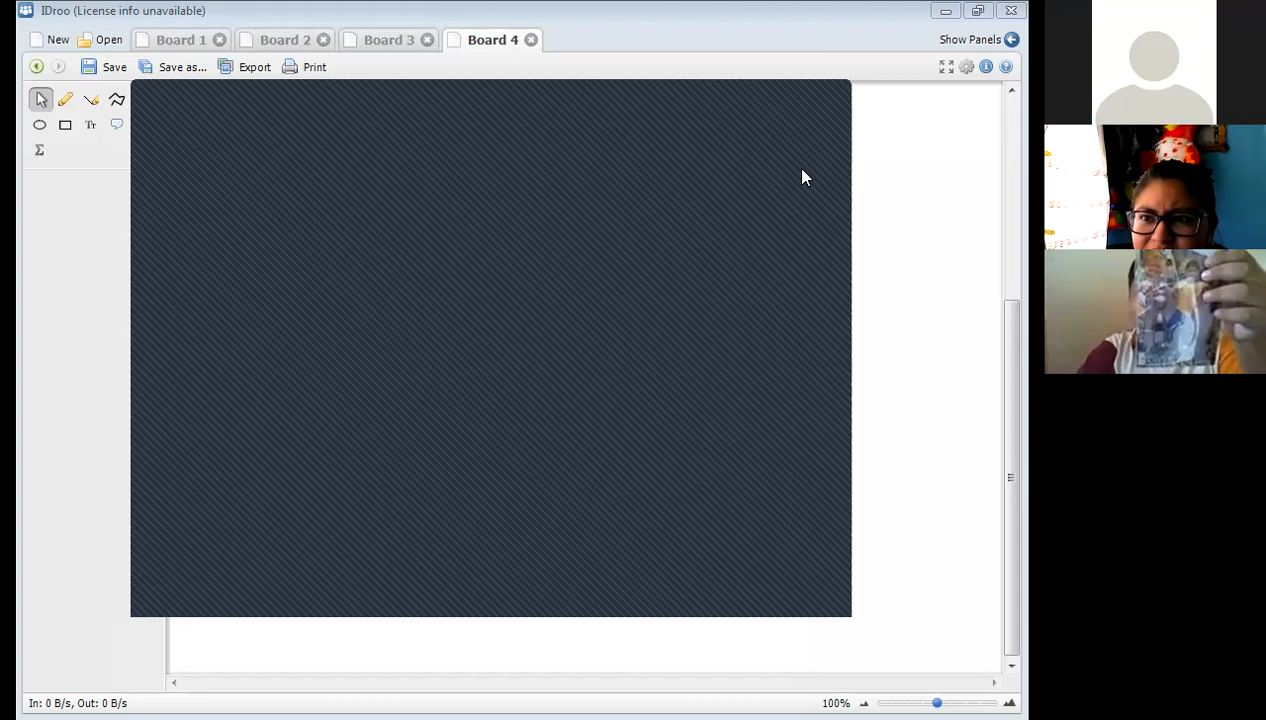 IDroo (License info unavailable)
New Open Board 1 Board 2 Board 3 Board 4 Show Panels
Save Save as... Export Print
Tr
Σ
In: 0 B/s, Out: 0 B/s 100%